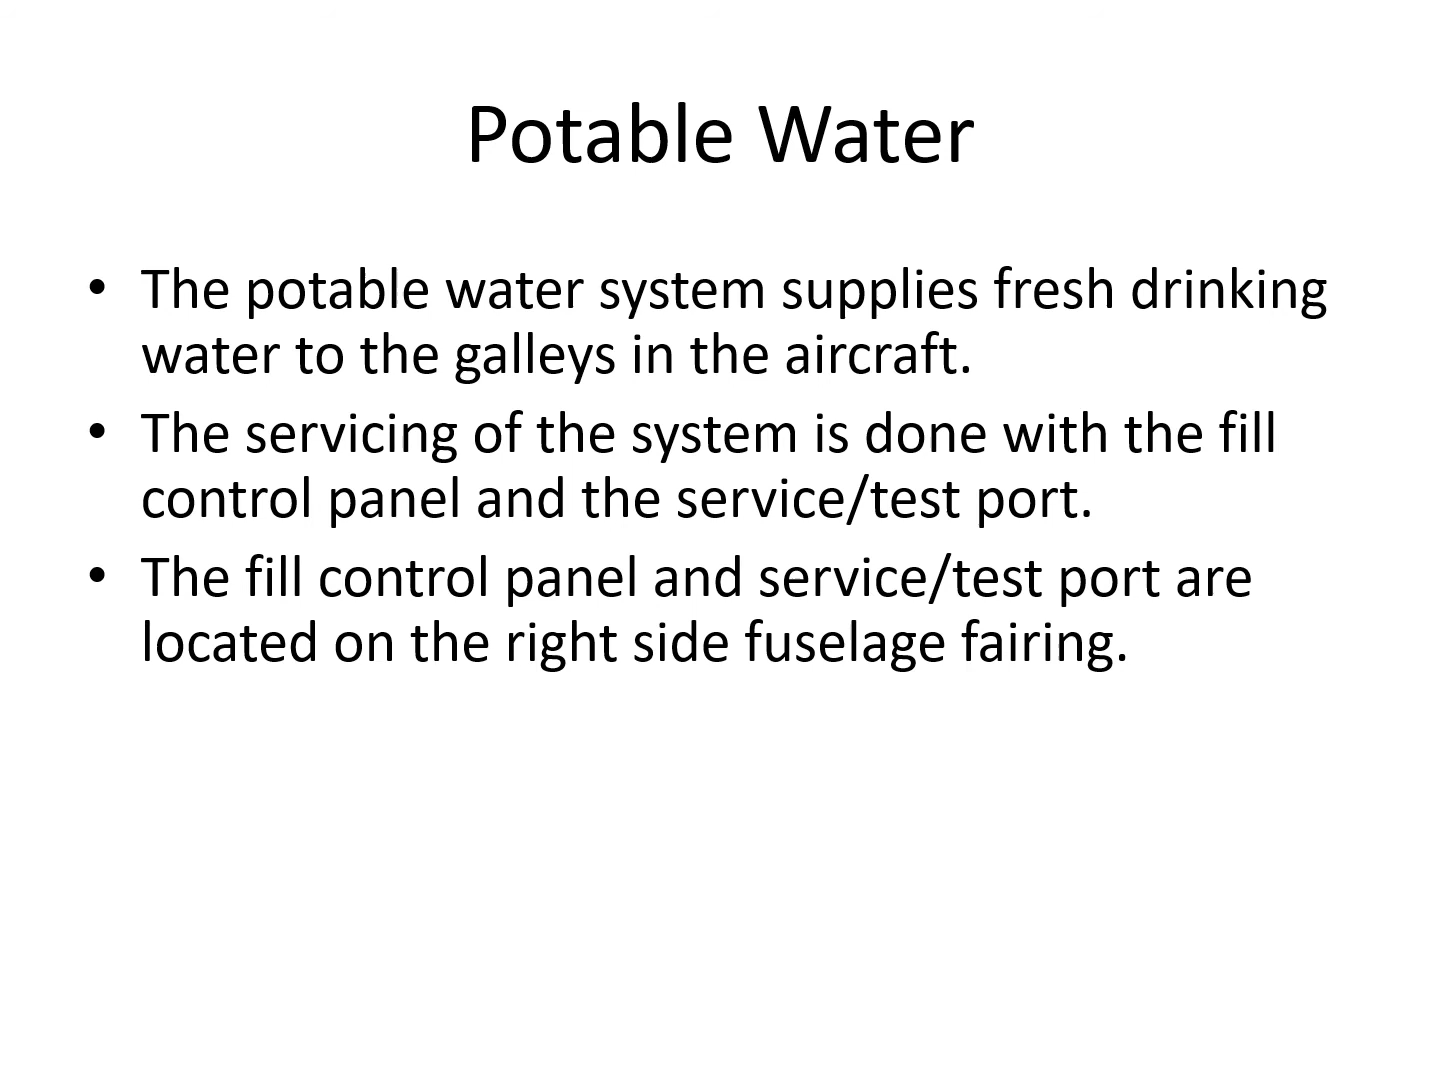 Potable Water
• The potable water system supplies fresh drinking
water to the galleys in the aircraft.
• The servicing of the system is done with the fill
control panel and the service/test port.
• The fill control panel and service/test port are
located on the right side fuselage fairing.